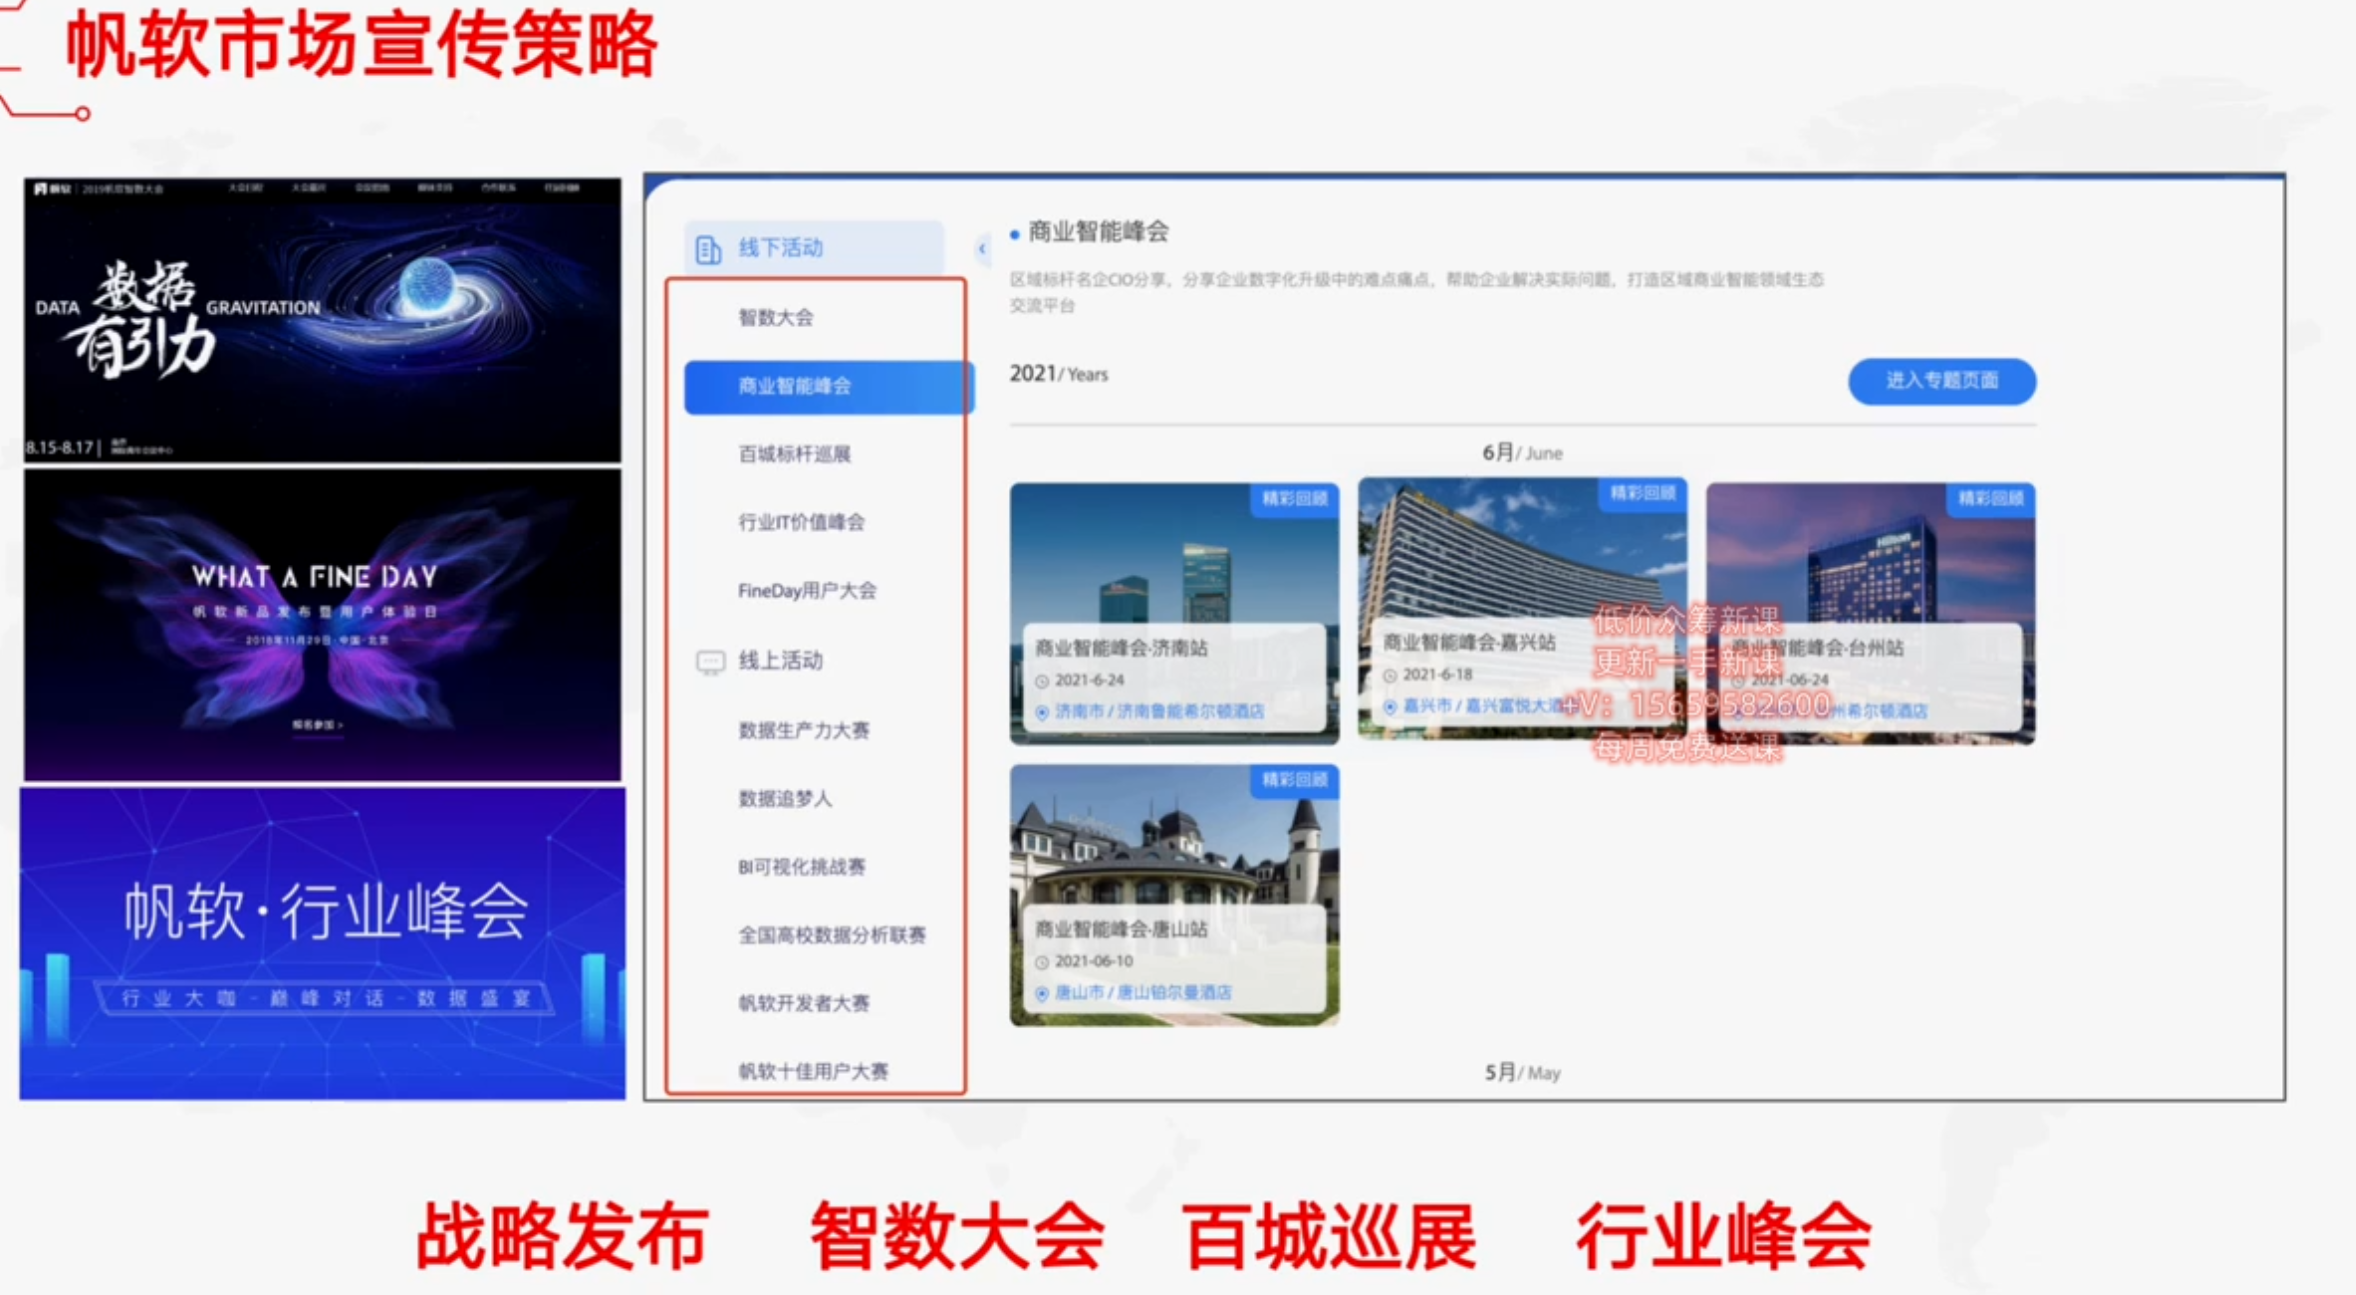 帆软市场宣传策略
帆软 | 2019帆软智数大会
DATA 数据 GRAVITATION
有引力
8.15-8.17 |
WHAT A FINE DAY
帆软新品发布暨用户体验日
2018年11月29日·中国·北京
报名参加 >
帆软·行业峰会
行业大咖-巅峰对话-数据盛宴
线下活动
智数大会
商业智能峰会
百城标杆巡展
行业IT价值峰会
FineDay用户大会
线上活动
数据生产力大赛
数据追梦人
BI可视化挑战赛
全国高校数据分析联赛
帆软开发者大赛
帆软十佳用户大赛
商业智能峰会
区域标杆名企CIO分享，分享企业数字化升级中的难点痛点，帮助企业解决实际问题，打造区域商业智能领域生态
交流平台
2021/ Years
进入专题页面
6月/ June
精彩回顾
商业智能峰会-济南站
2021-6-24
济南市 / 济南鲁能希尔顿酒店
精彩回顾
商业智能峰会-嘉兴站
2021-6-18
嘉兴市 / 嘉兴富悦大酒
精彩回顾
Hilton
商业智能峰会-台州站
2021-06-24
州希尔顿酒店
低价众筹新课
更新一手新课
+V：15659582600
每周免费送课
精彩回顾
商业智能峰会-唐山站
2021-06-10
唐山市 / 唐山铂尔曼酒店
5月/ May
战略发布 智数大会 百城巡展 行业峰会